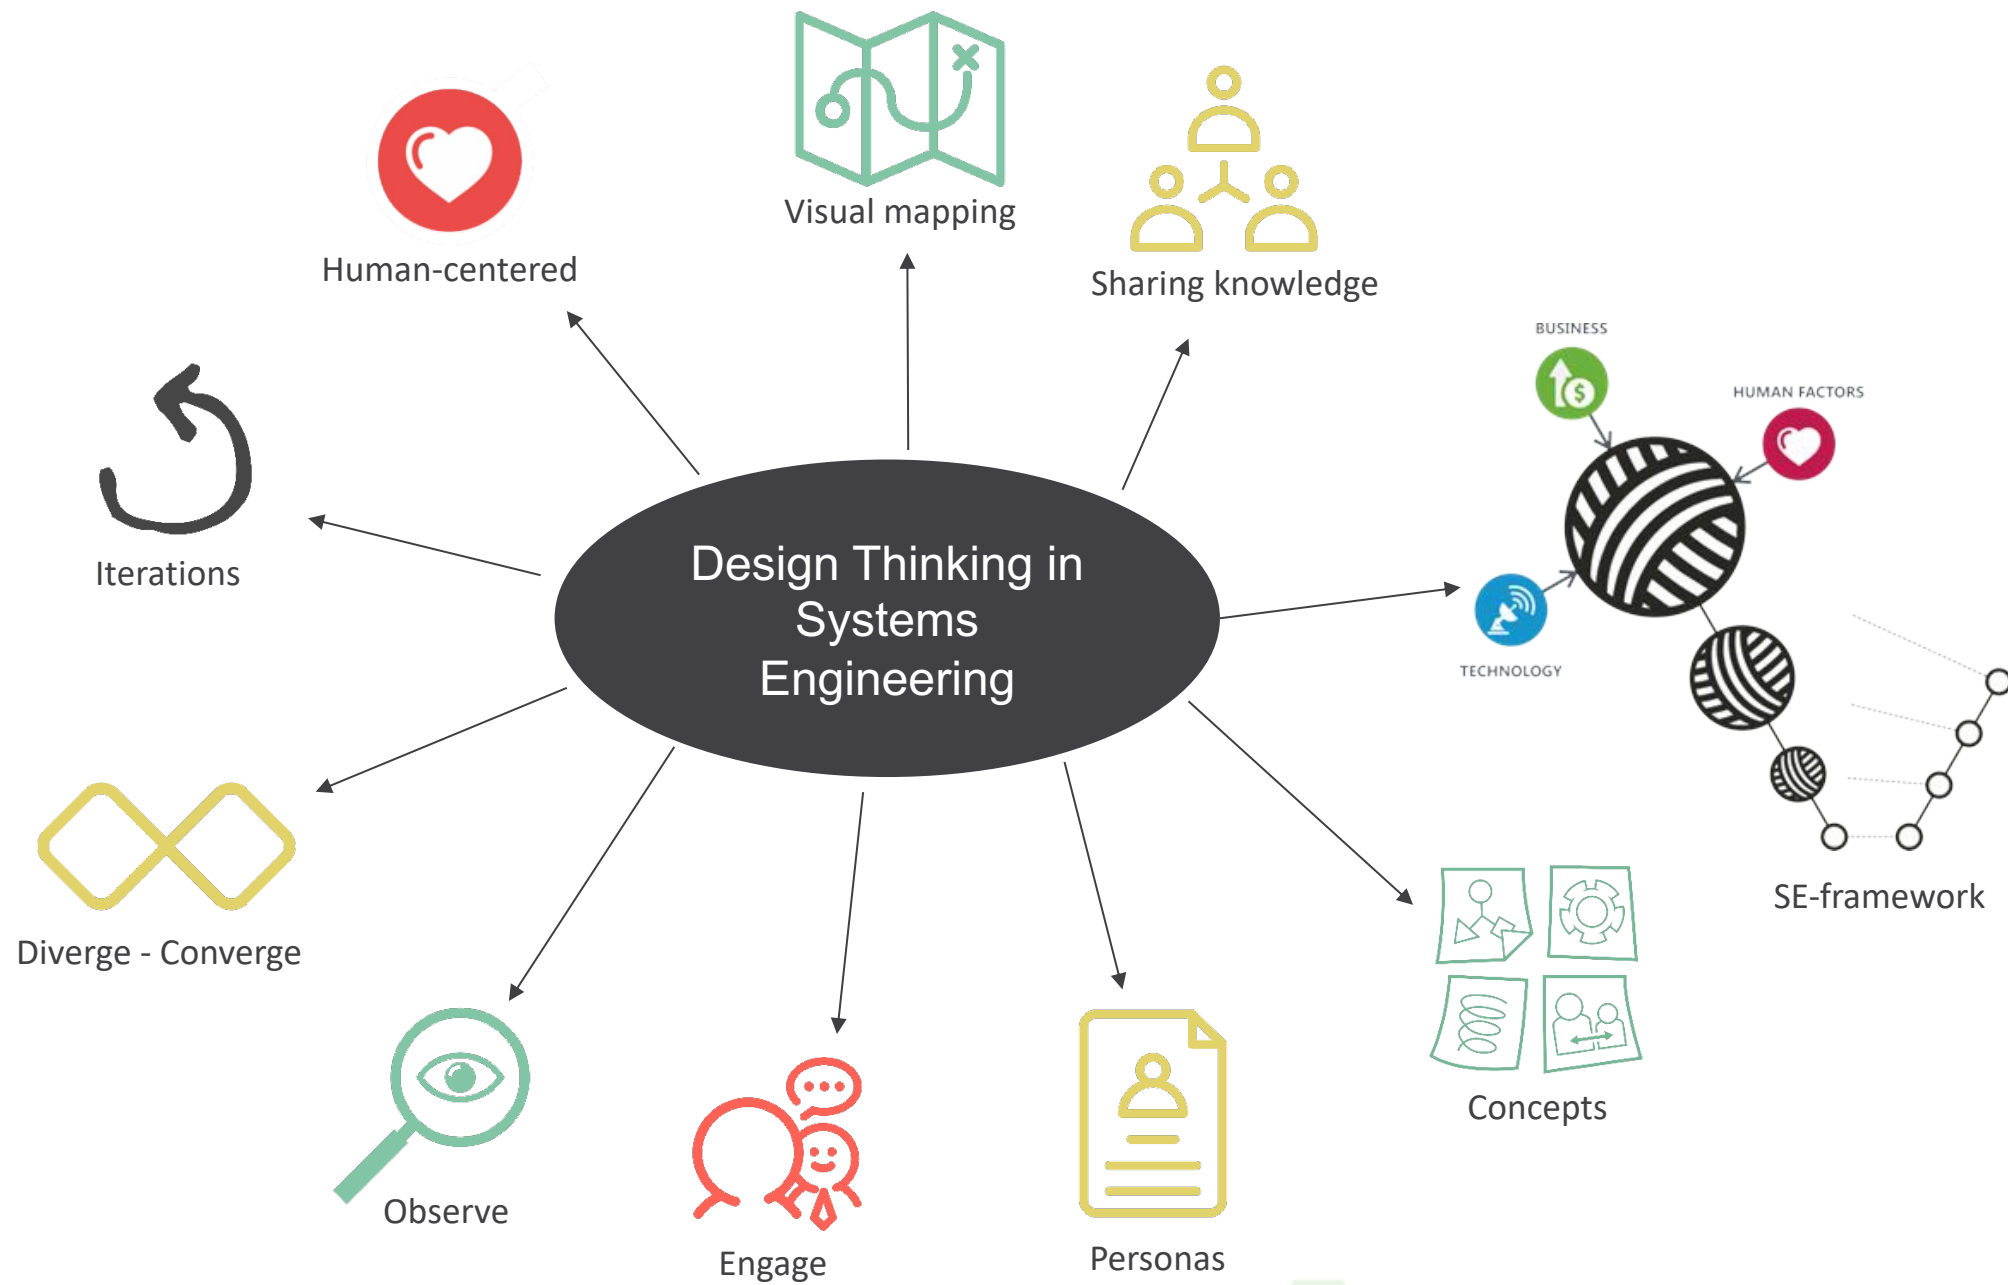 Visual mapping
Human-centered
Sharing knowledge
BUSINESS
HUMAN FACTORS
Iterations
Design Thinking in
Systems
Engineering
TECHNOLOGY
SE-framework
Diverge - Converge
Concepts
Observe
Engage
Personas